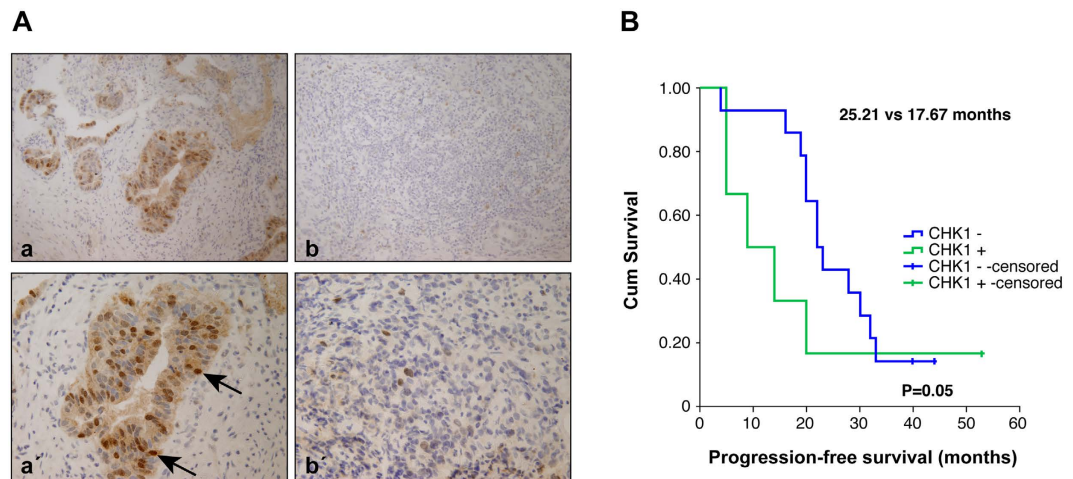 A
B
a
b
a´
b´
1.00
0.80
0.60
0.40
0.20
0
Cum Survival
25.21 vs 17.67 months
CHK1 -
CHK1 +
CHK1 - -censored
CHK1 + -censored
P=0.05
0 10 20 30 40 50 60
Progression-free survival (months)